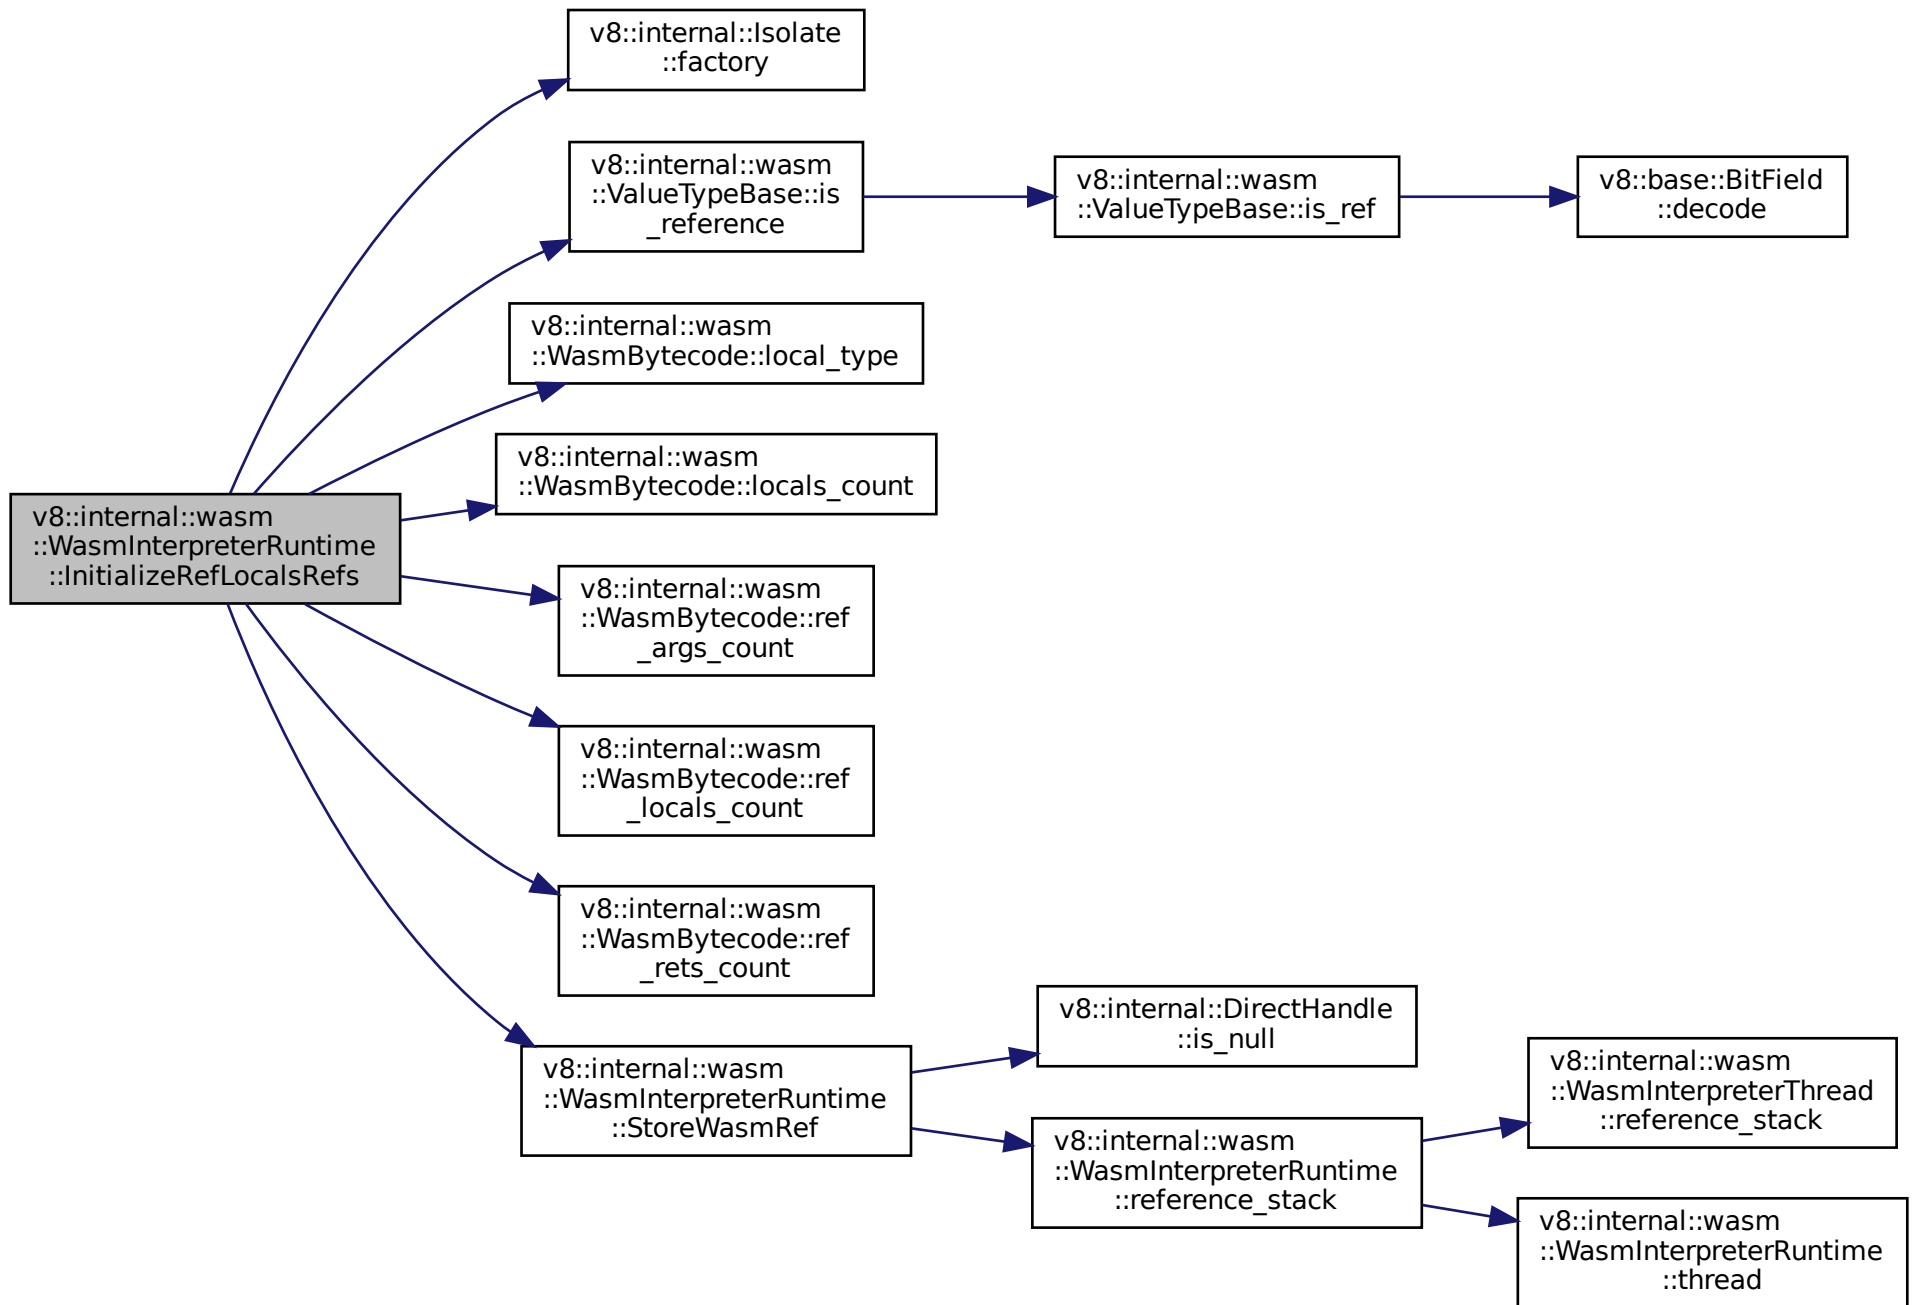 v8::internal::Isolate
::factory
v8::internal::wasm
::ValueTypeBase::is
_reference
v8::internal::wasm
::ValueTypeBase::is_ref
v8::base::BitField
::decode
v8::internal::wasm
::WasmBytecode::local_type
v8::internal::wasm
::WasmBytecode::locals_count
v8::internal::wasm
::WasmInterpreterRuntime
::InitializeRefLocalsRefs
v8::internal::wasm
::WasmBytecode::ref
_args_count
v8::internal::wasm
::WasmBytecode::ref
_locals_count
v8::internal::wasm
::WasmBytecode::ref
_rets_count
v8::internal::wasm
::WasmInterpreterRuntime
::StoreWasmRef
v8::internal::DirectHandle
::is_null
v8::internal::wasm
::WasmInterpreterRuntime
::reference_stack
v8::internal::wasm
::WasmInterpreterThread
::reference_stack
v8::internal::wasm
::WasmInterpreterRuntime
::thread